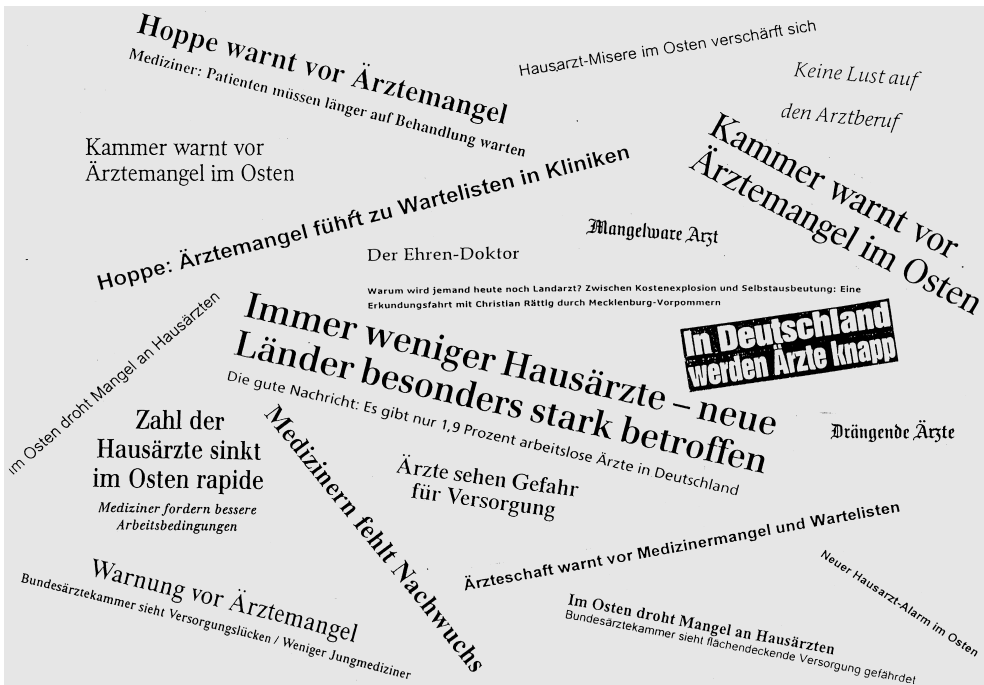 Hoppe warnt vor Ärztemangel
Mediziner: Patienten müssen länger auf Behandlung warten
Hausarzt-Misere im Osten verschärft sich
Keine Lust auf
den Arztberuf
Kammer warnt vor
Ärztemangel im Osten
Kammer warnt vor
Ärztemangel im Osten
Hoppe: Ärztemangel führt zu Wartelisten in Kliniken
Mangelware Arzt
Der Ehren-Doktor
Warum wird jemand heute noch Landarzt? Zwischen Kostenexplosion und Selbstausbeutung: Eine
Erkundungsfahrt mit Christian Rättig durch Mecklenburg-Vorpommern
Im Osten droht Mangel an Hausärzten
Immer weniger Hausärzte – neue
Länder besonders stark betroffen
Die gute Nachricht: Es gibt nur 1,9 Prozent arbeitslose Ärzte in Deutschland
In Deutschland
werden Ärzte knapp
Drängende Ärzte
Zahl der
Hausärzte sinkt
im Osten rapide
Mediziner fordern bessere
Arbeitsbedingungen
Medizinern fehlt Nachwuchs
Ärzte sehen Gefahr
für Versorgung
Ärzteschaft warnt vor Medizinermangel und Wartelisten
Neuer Hausarzt-Alarm im Osten
Warnung vor Ärztemangel
Bundesärztekammer sieht Versorgungslücken / Weniger Jungmediziner
Im Osten droht Mangel an Hausärzten
Bundesärztekammer sieht flächendeckende Versorgung gefährdet